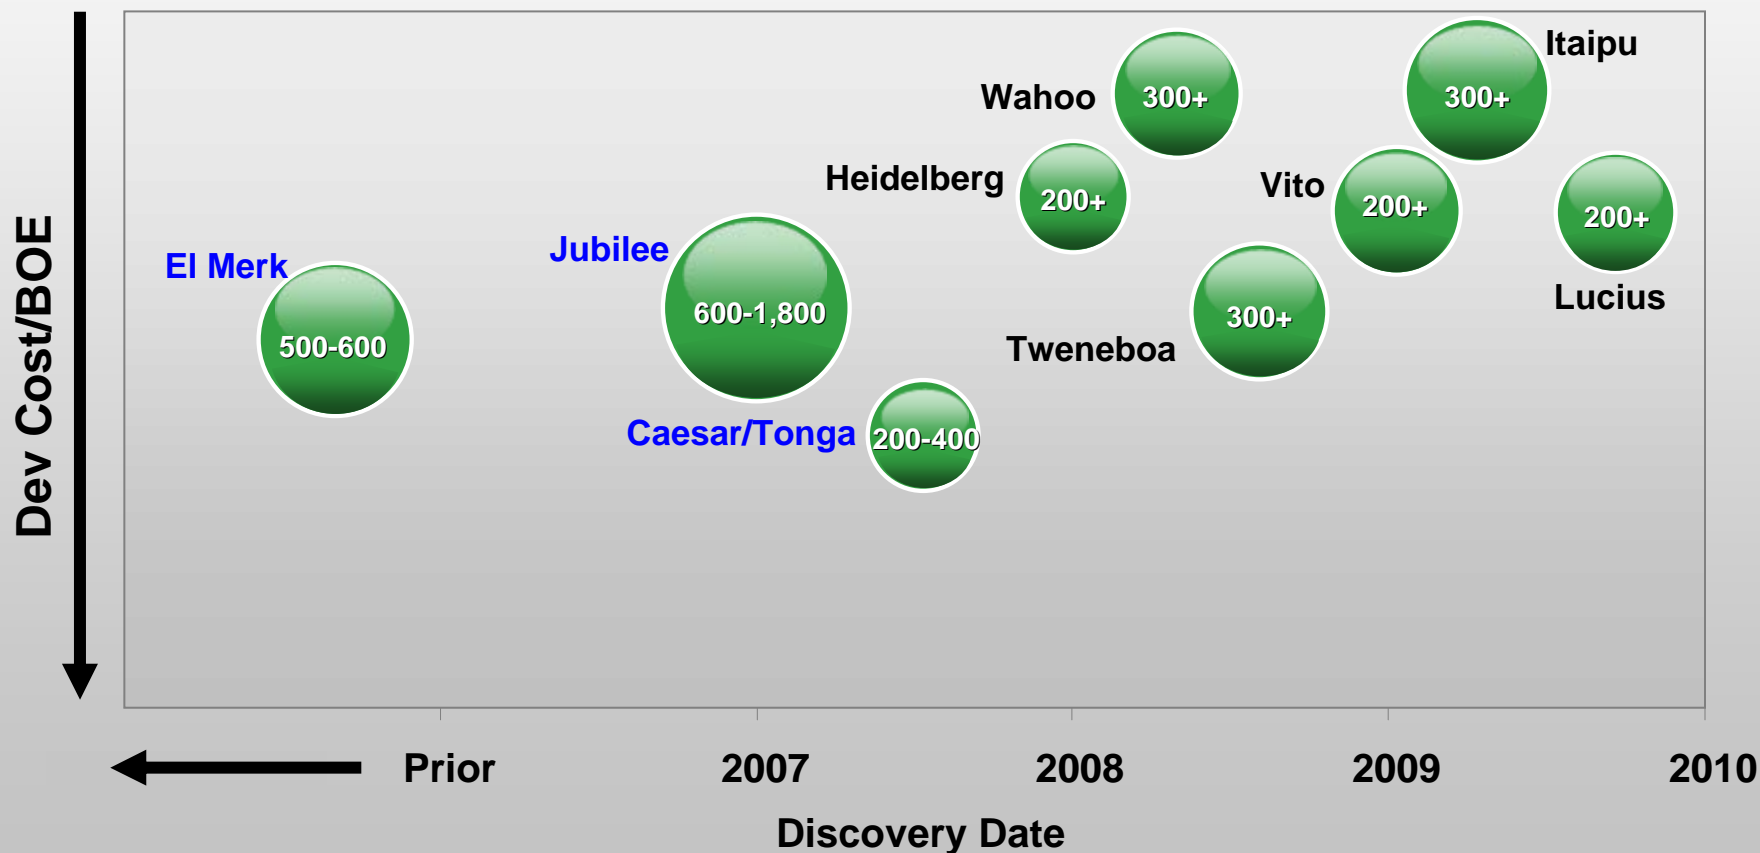 Dev Cost/BOE
El Merk
500-600
Jubilee
600-1,800
Caesar/Tonga
200-400
Heidelberg
200+
Wahoo
300+
Tweneboa
300+
Vito
200+
Itaipu
300+
200+
Lucius
Prior
2007
2008
2009
2010
Discovery Date